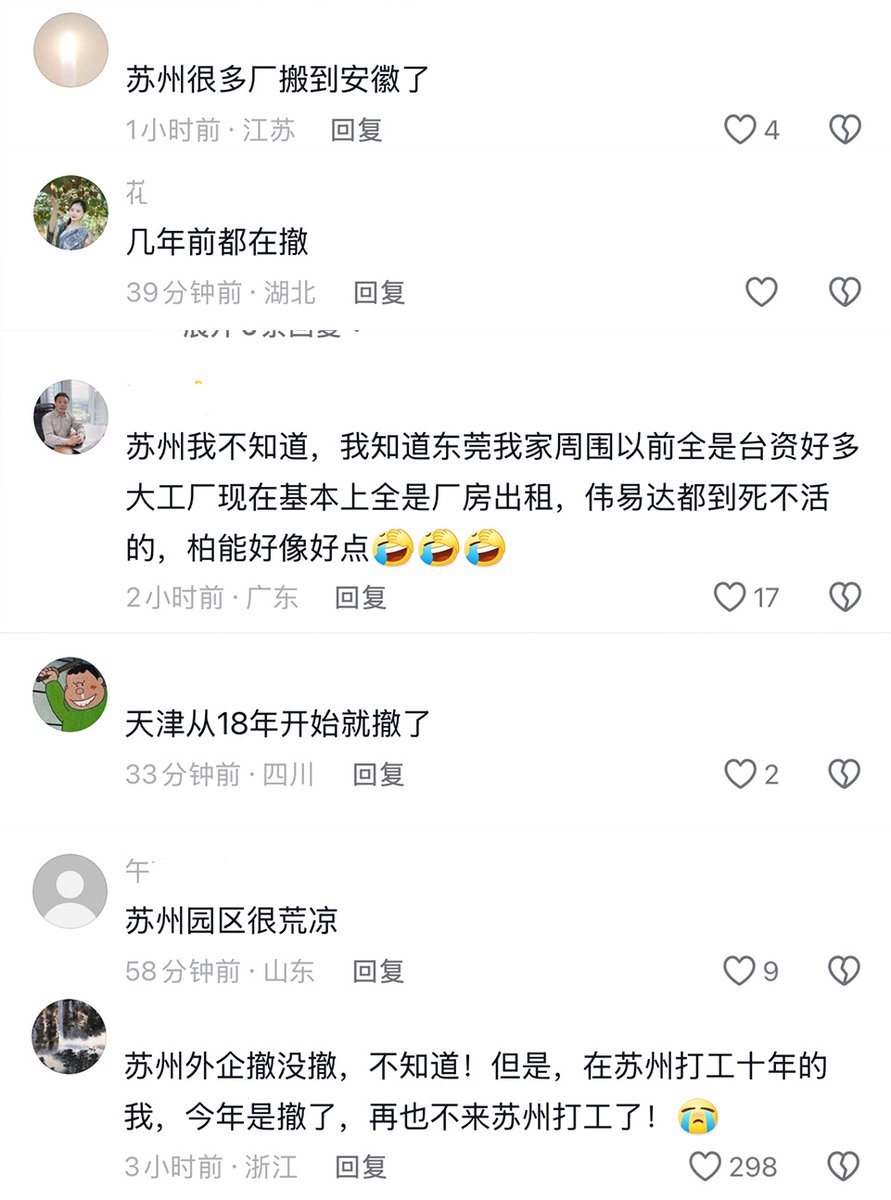 苏州很多厂搬到安徽了
1小时前·江苏 回复 4
花
几年前都在撤
39分钟前·湖北 回复
苏州我不知道，我知道东莞我家周围以前全是台资好多
大工厂现在基本上全是厂房出租，伟易达都到死不活
的，柏能好像好点🤣🤣🤣
2小时前·广东 回复 17
天津从18年开始就撤了
33分钟前·四川 回复 2
午
苏州园区很荒凉
58分钟前·山东 回复 9
苏州外企撤没撤，不知道！但是，在苏州打工十年的
我，今年是撤了，再也不来苏州打工了！😭
3小时前·浙江 回复 298